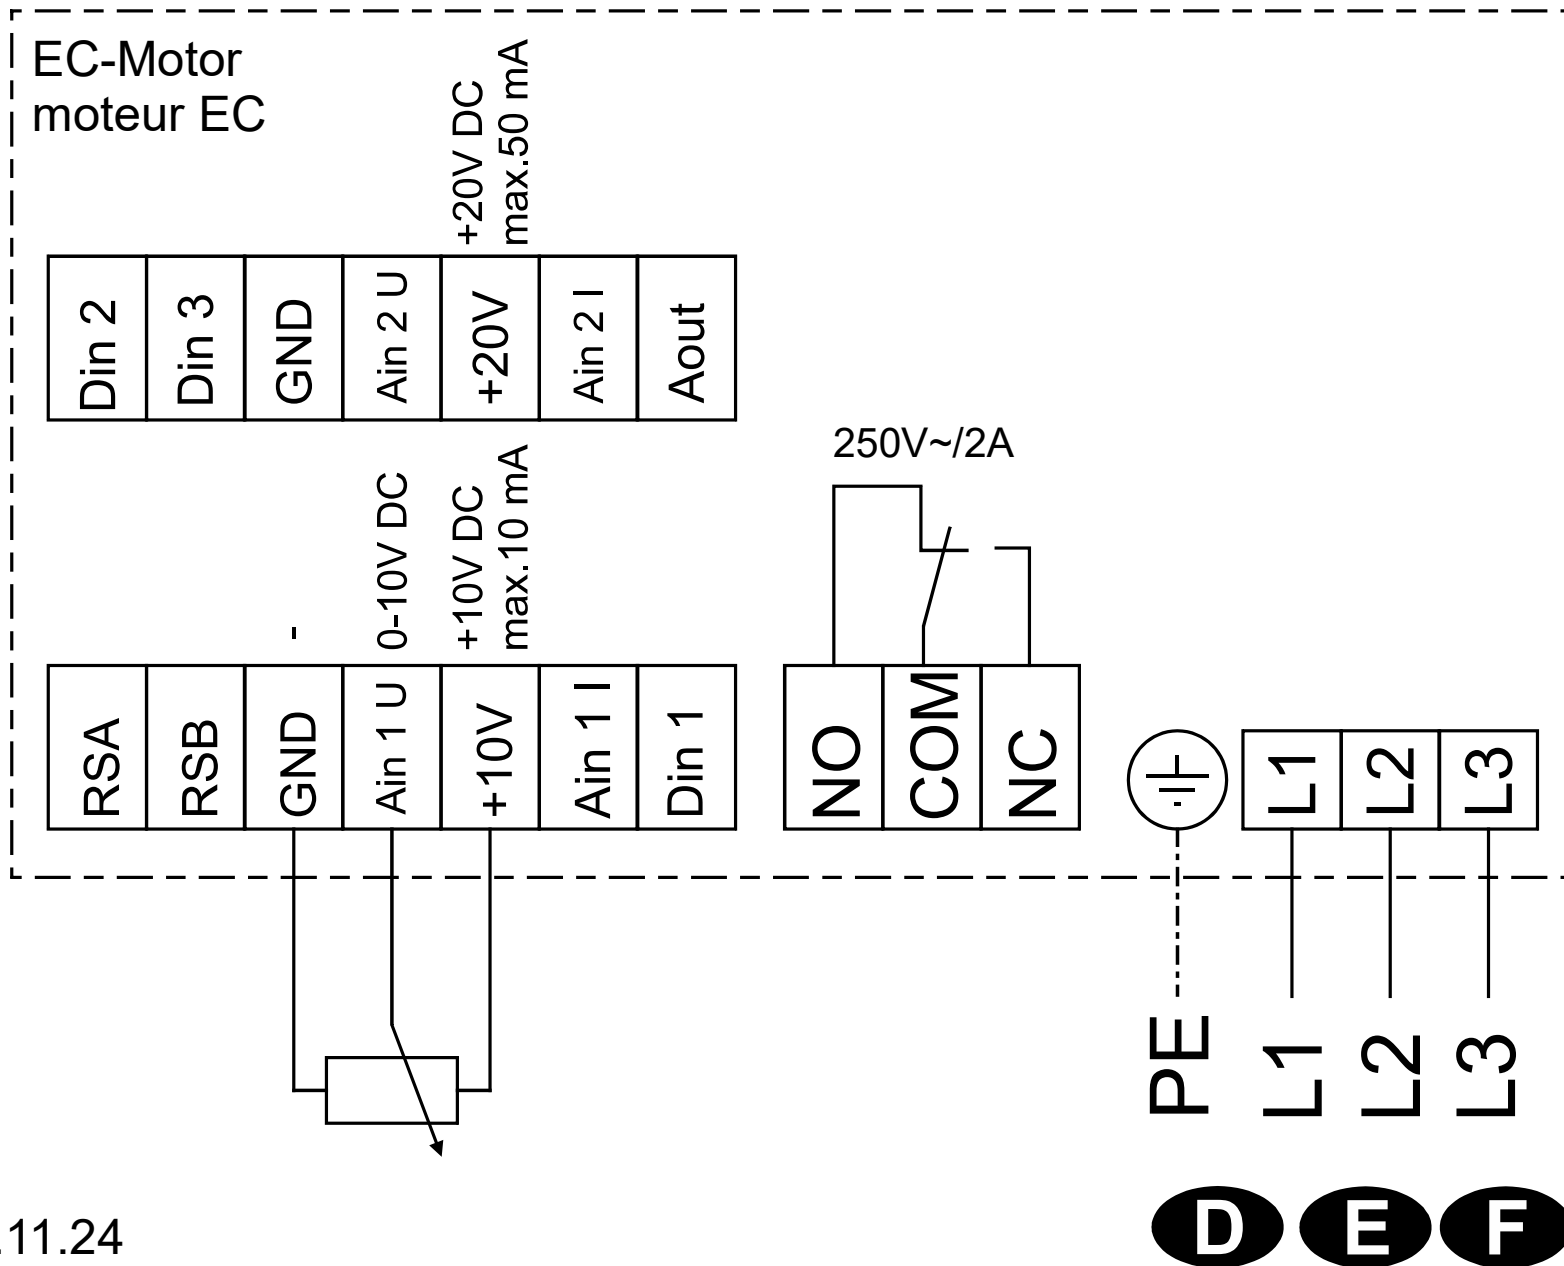 EC-Motor
moteur EC
+20V DC
max.50 mA
Din 2
Din 3
GND
Ain 2 U
+20V
Ain 2 I
Aout
-
0-10V DC
+10V DC
max.10 mA
250V~/2A
RSA
RSB
GND
Ain 1 U
+10V
Ain 1 I
Din 1
NO
COM
NC
L1
L2
L3
PE
L1
L2
L3
.11.24
D
E
F